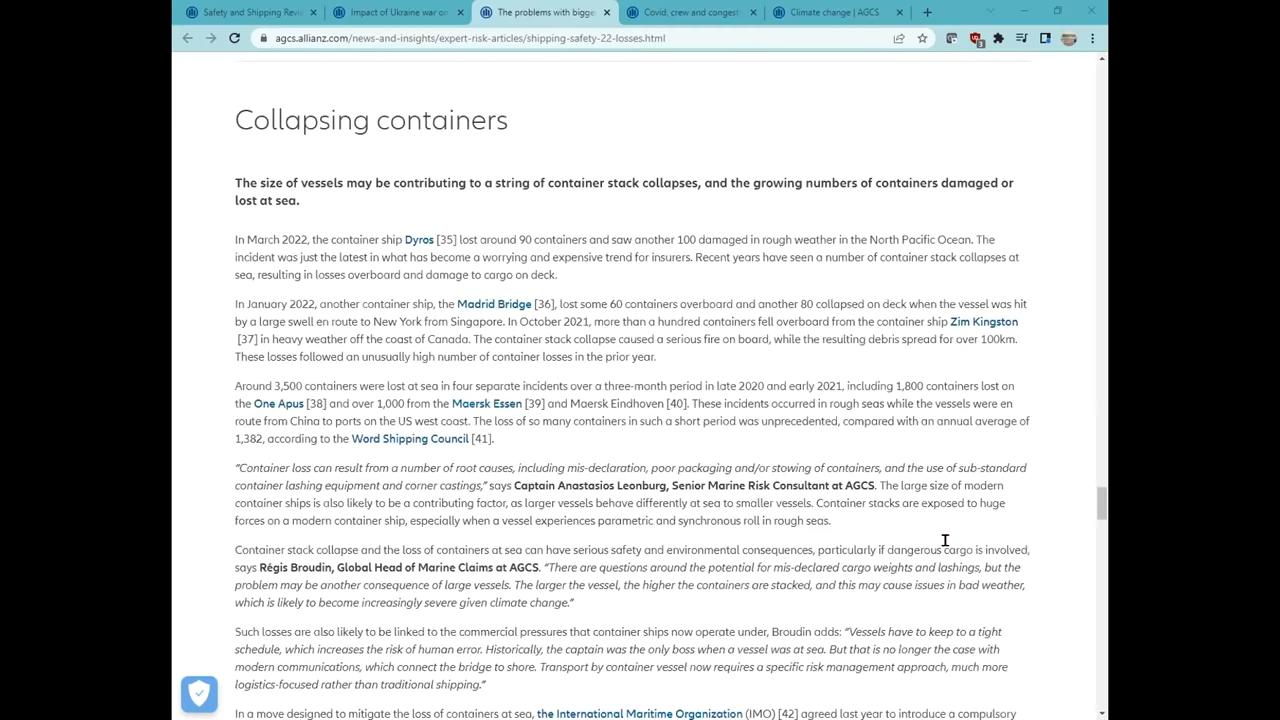 Safety and Shipping Revie
Impact of Ukraine war on
The problems with bigge
Covid, crew and congest
Climate change | AGCS
agcs.allianz.com/news-and-insights/expert-risk-articles/shipping-safety-22-losses.html
3
Collapsing containers
The size of vessels may be contributing to a string of container stack collapses, and the growing numbers of containers damaged or
lost at sea.
In March 2022, the container ship Dyros [35] lost around 90 containers and saw another 100 damaged in rough weather in the North Pacific Ocean. The
incident was just the latest in what has become a worrying and expensive trend for insurers. Recent years have seen a number of container stack collapses at
sea, resulting in losses overboard and damage to cargo on deck.
In January 2022, another container ship, the Madrid Bridge [36], lost some 60 containers overboard and another 80 collapsed on deck when the vessel was hit
by a large swell en route to New York from Singapore. In October 2021, more than a hundred containers fell overboard from the container ship Zim Kingston
[37] in heavy weather off the coast of Canada. The container stack collapse caused a serious fire on board, while the resulting debris spread for over 100km.
These losses followed an unusually high number of container losses in the prior year.
Around 3,500 containers were lost at sea in four separate incidents over a three-month period in late 2020 and early 2021, including 1,800 containers lost on
the One Apus [38] and over 1,000 from the Maersk Essen [39] and Maersk Eindhoven [40]. These incidents occurred in rough seas while the vessels were en
route from China to ports on the US west coast. The loss of so many containers in such a short period was unprecedented, compared with an annual average of
1,382, according to the Word Shipping Council [41].
“Container loss can result from a number of root causes, including mis-declaration, poor packaging and/or stowing of containers, and the use of sub-standard
container lashing equipment and corner castings,” says Captain Anastasios Leonburg, Senior Marine Risk Consultant at AGCS. The large size of modern
container ships is also likely to be a contributing factor, as larger vessels behave differently at sea to smaller vessels. Container stacks are exposed to huge
forces on a modern container ship, especially when a vessel experiences parametric and synchronous roll in rough seas.
Container stack collapse and the loss of containers at sea can have serious safety and environmental consequences, particularly if dangerous cargo is involved,
says Régis Broudin, Global Head of Marine Claims at AGCS. “There are questions around the potential for mis-declared cargo weights and lashings, but the
problem may be another consequence of large vessels. The larger the vessel, the higher the containers are stacked, and this may cause issues in bad weather,
which is likely to become increasingly severe given climate change.”
Such losses are also likely to be linked to the commercial pressures that container ships now operate under, Broudin adds: “Vessels have to keep to a tight
schedule, which increases the risk of human error. Historically, the captain was the only boss when a vessel was at sea. But that is no longer the case with
modern communications, which connect the bridge to shore. Transport by container vessel now requires a specific risk management approach, much more
logistics-focused rather than traditional shipping.”
In a move designed to mitigate the loss of containers at sea, the International Maritime Organization (IMO) [42] agreed last year to introduce a compulsory